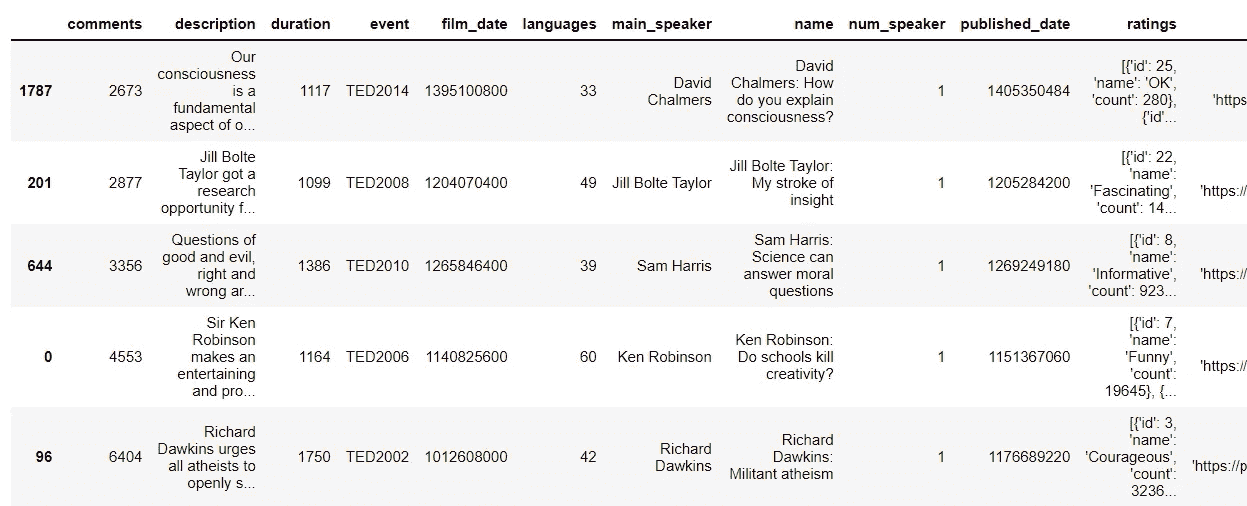 comments description duration event film_date languages main_speaker name num_speaker published_date ratings
1787 2673 Our consciousness is a fundamental aspect of o... 1117 TED2014 1395100800 33 David Chalmers David Chalmers: How do you explain consciousness? 1 1405350484 [{'id': 25, 'name': 'OK', 'count': 280}, {'id'... 'https
201 2877 Jill Bolte Taylor got a research opportunity f... 1099 TED2008 1204070400 49 Jill Bolte Taylor Jill Bolte Taylor: My stroke of insight 1 1205284200 [{'id': 22, 'name': 'Fascinating', 'count': 14... 'https://
644 3356 Questions of good and evil, right and wrong ar... 1386 TED2010 1265846400 39 Sam Harris Sam Harris: Science can answer moral questions 1 1269249180 [{'id': 8, 'name': 'Informative', 'count': 923... 'https://
0 4553 Sir Ken Robinson makes an entertaining and pro... 1164 TED2006 1140825600 60 Ken Robinson Ken Robinson: Do schools kill creativity? 1 1151367060 [{'id': 7, 'name': 'Funny', 'count': 19645}, {... 'https://
96 6404 Richard Dawkins urges all atheists to openly s... 1750 TED2002 1012608000 42 Richard Dawkins Richard Dawkins: Militant atheism 1 1176689220 [{'id': 3, 'name': 'Courageous', 'count': 3236... 'https://p